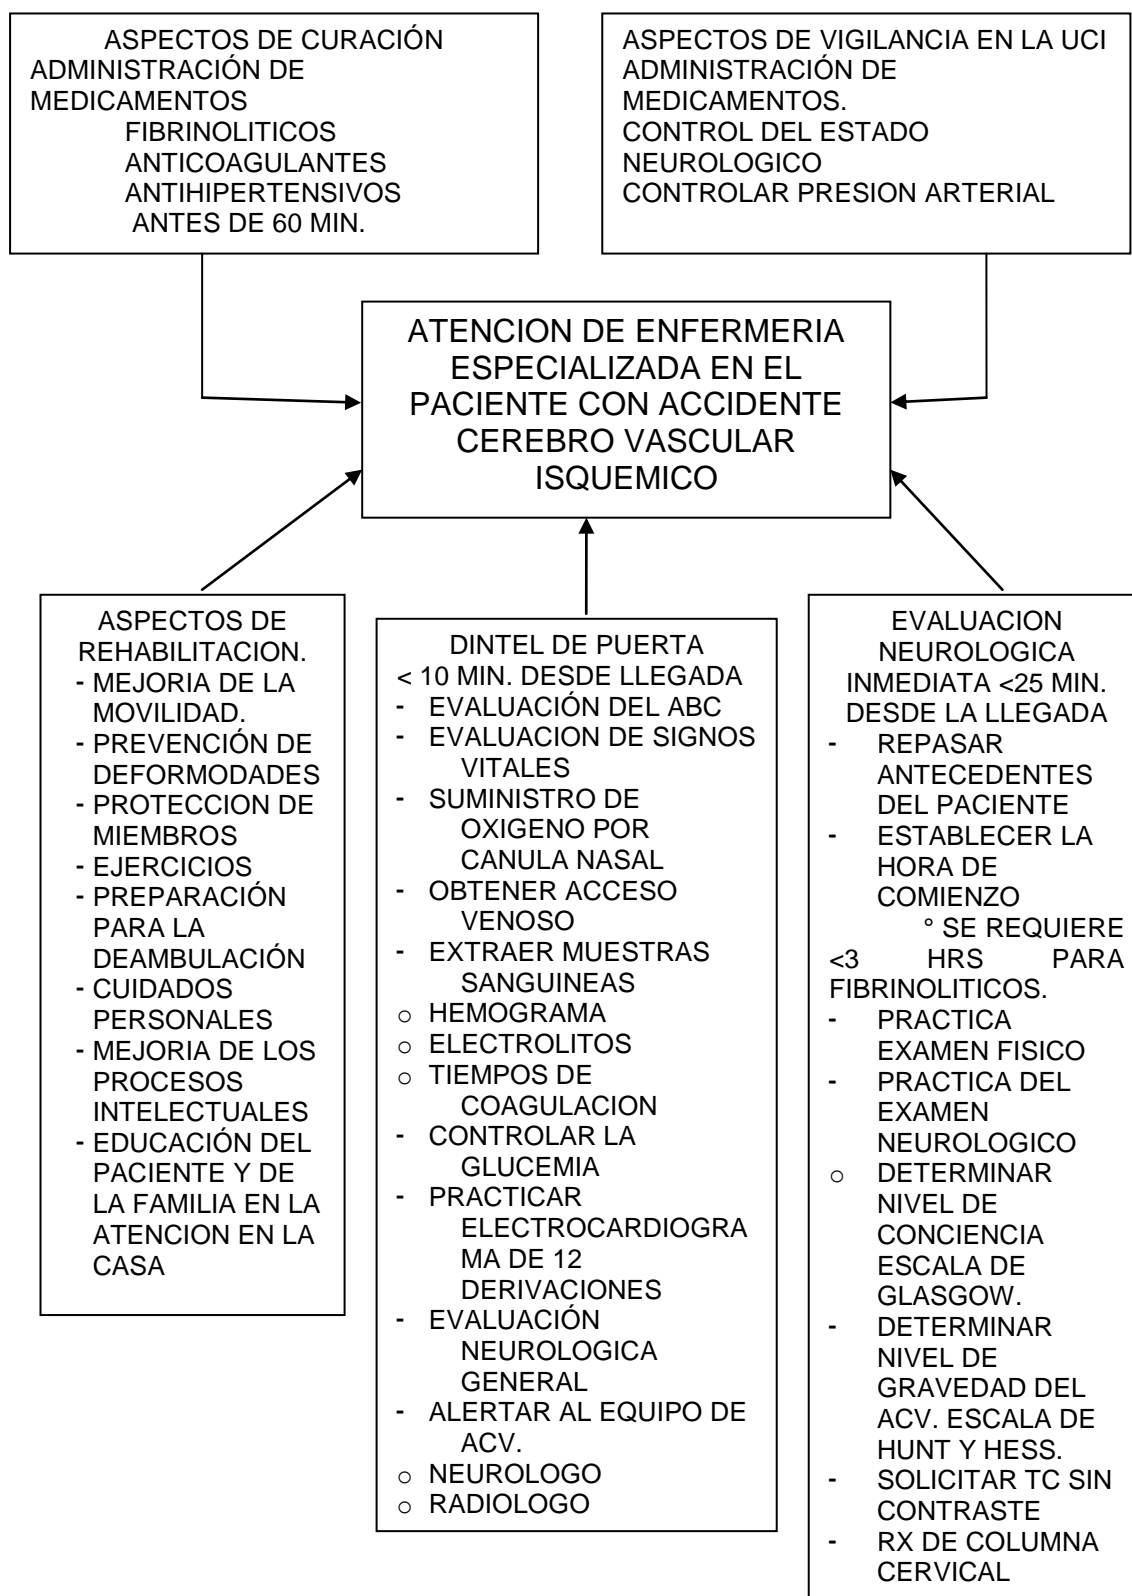 ASPECTOS DE CURACIÓN
ADMINISTRACIÓN DE
MEDICAMENTOS
FIBRINOLITICOS
ANTICOAGULANTES
ANTIHIPERTENSIVOS
ANTES DE 60 MIN.
ASPECTOS DE VIGILANCIA EN LA UCI
ADMINISTRACIÓN DE
MEDICAMENTOS.
CONTROL DEL ESTADO
NEUROLOGICO
CONTROLAR PRESION ARTERIAL
ATENCION DE ENFERMERIA
ESPECIALIZADA EN EL
PACIENTE CON ACCIDENTE
CEREBRO VASCULAR
ISQUEMICO
ASPECTOS DE
REHABILITACION.
- MEJORIA DE LA
MOVILIDAD.
- PREVENCIÓN DE
DEFORMODADES
- PROTECCION DE
MIEMBROS
- EJERCICIOS
- PREPARACIÓN
PARA LA
DEAMBULACIÓN
- CUIDADOS
PERSONALES
- MEJORIA DE LOS
PROCESOS
INTELECTUALES
- EDUCACIÓN DEL
PACIENTE Y DE
LA FAMILIA EN LA
ATENCION EN LA
CASA
DINTEL DE PUERTA
< 10 MIN. DESDE LLEGADA
- EVALUACIÓN DEL ABC
- EVALUACION DE SIGNOS
VITALES
- SUMINISTRO DE
OXIGENO POR
CANULA NASAL
- OBTENER ACCESO
VENOSO
- EXTRAER MUESTRAS
SANGUINEAS
○ HEMOGRAMA
○ ELECTROLITOS
○ TIEMPOS DE
COAGULACION
- CONTROLAR LA
GLUCEMIA
- PRACTICAR
ELECTROCARDIOGRA
MA DE 12
DERIVACIONES
- EVALUACIÓN
NEUROLOGICA
GENERAL
- ALERTAR AL EQUIPO DE
ACV.
○ NEUROLOGO
○ RADIOLOGO
EVALUACION
NEUROLOGICA
INMEDIATA <25 MIN.
DESDE LA LLEGADA
- REPASAR
ANTECEDENTES
DEL PACIENTE
- ESTABLECER LA
HORA DE
COMIENZO
° SE REQUIERE
<3 HRS PARA
FIBRINOLITICOS.
- PRACTICA
EXAMEN FISICO
- PRACTICA DEL
EXAMEN
NEUROLOGICO
○ DETERMINAR
NIVEL DE
CONCIENCIA
ESCALA DE
GLASGOW.
- DETERMINAR
NIVEL DE
GRAVEDAD DEL
ACV. ESCALA DE
HUNT Y HESS.
- SOLICITAR TC SIN
CONTRASTE
- RX DE COLUMNA
CERVICAL